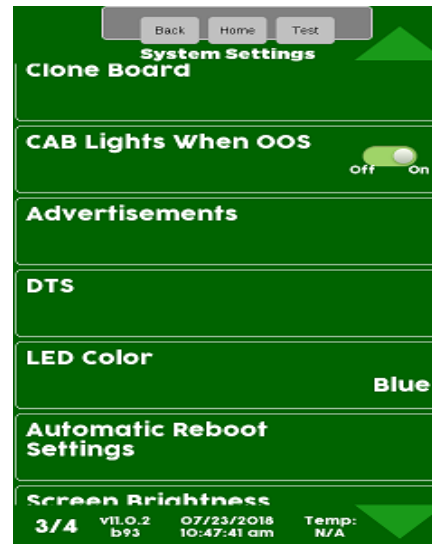 Back Home Test
System Settings
Clone Board
CAB Lights When OOS
Off On
Advertisements
DTS
LED Color
Blue
Automatic Reboot
Settings
Screen Brightness
3/4 v11.0.2 07/23/2018 Temp:
b93 10:47:41 am N/A